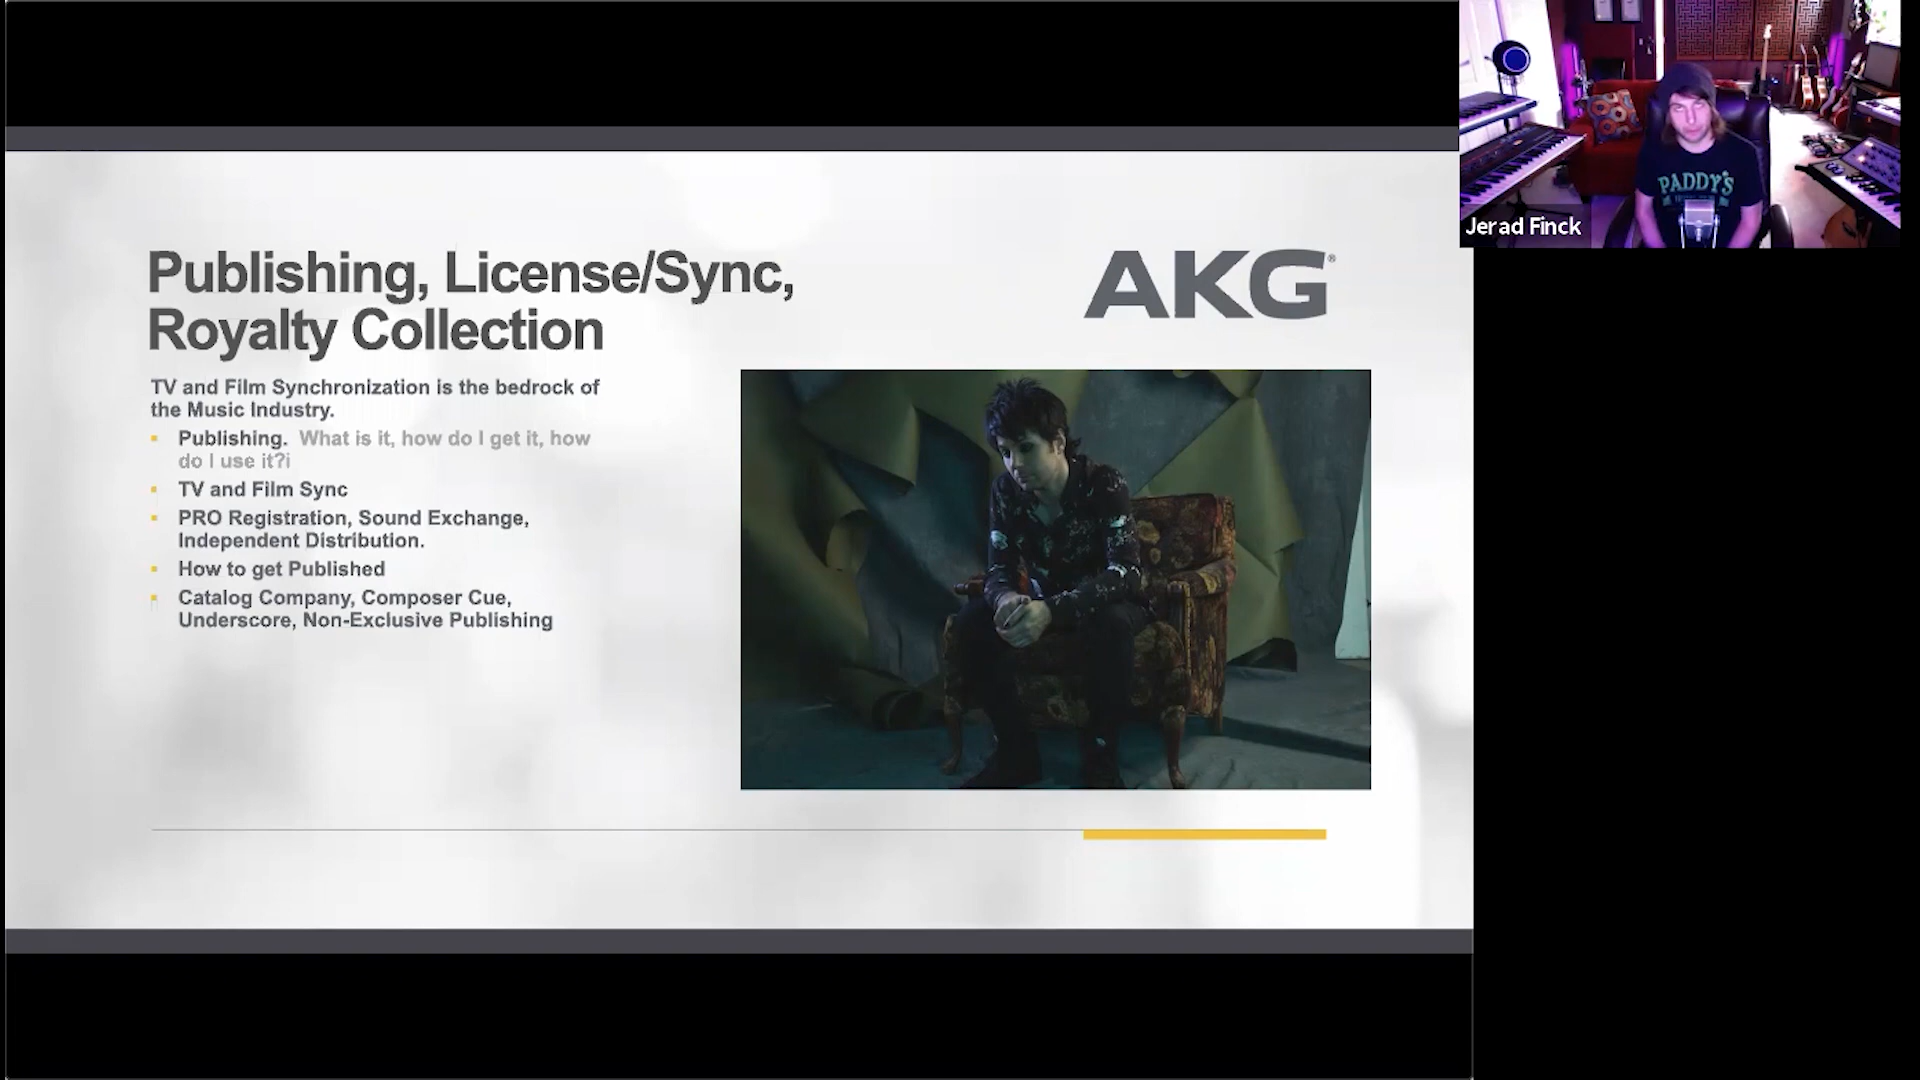 Publishing, License/Sync,
Royalty Collection
AKG®
TV and Film Synchronization is the bedrock of
the Music Industry.
▪ Publishing. What is it, how do I get it, how
do I use it?i
▪ TV and Film Sync
▪ PRO Registration, Sound Exchange,
Independent Distribution.
▪ How to get Published
▪ Catalog Company, Composer Cue,
Underscore, Non-Exclusive Publishing
PADDY'S
Jerad Finck